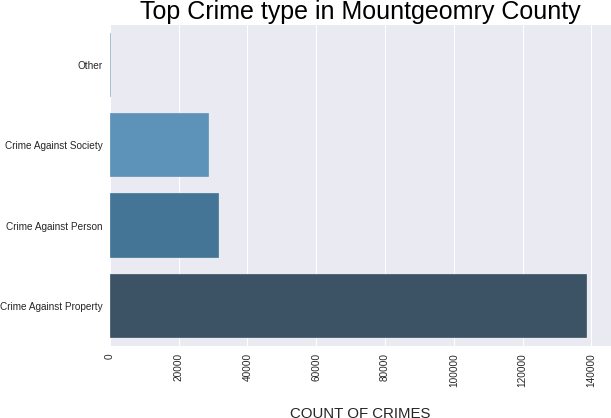 Top Crime type in Mountgeomry County
Other
Crime Against Society
Crime Against Person
Crime Against Property
0
20000
40000
60000
80000
100000
120000
140000
COUNT OF CRIMES